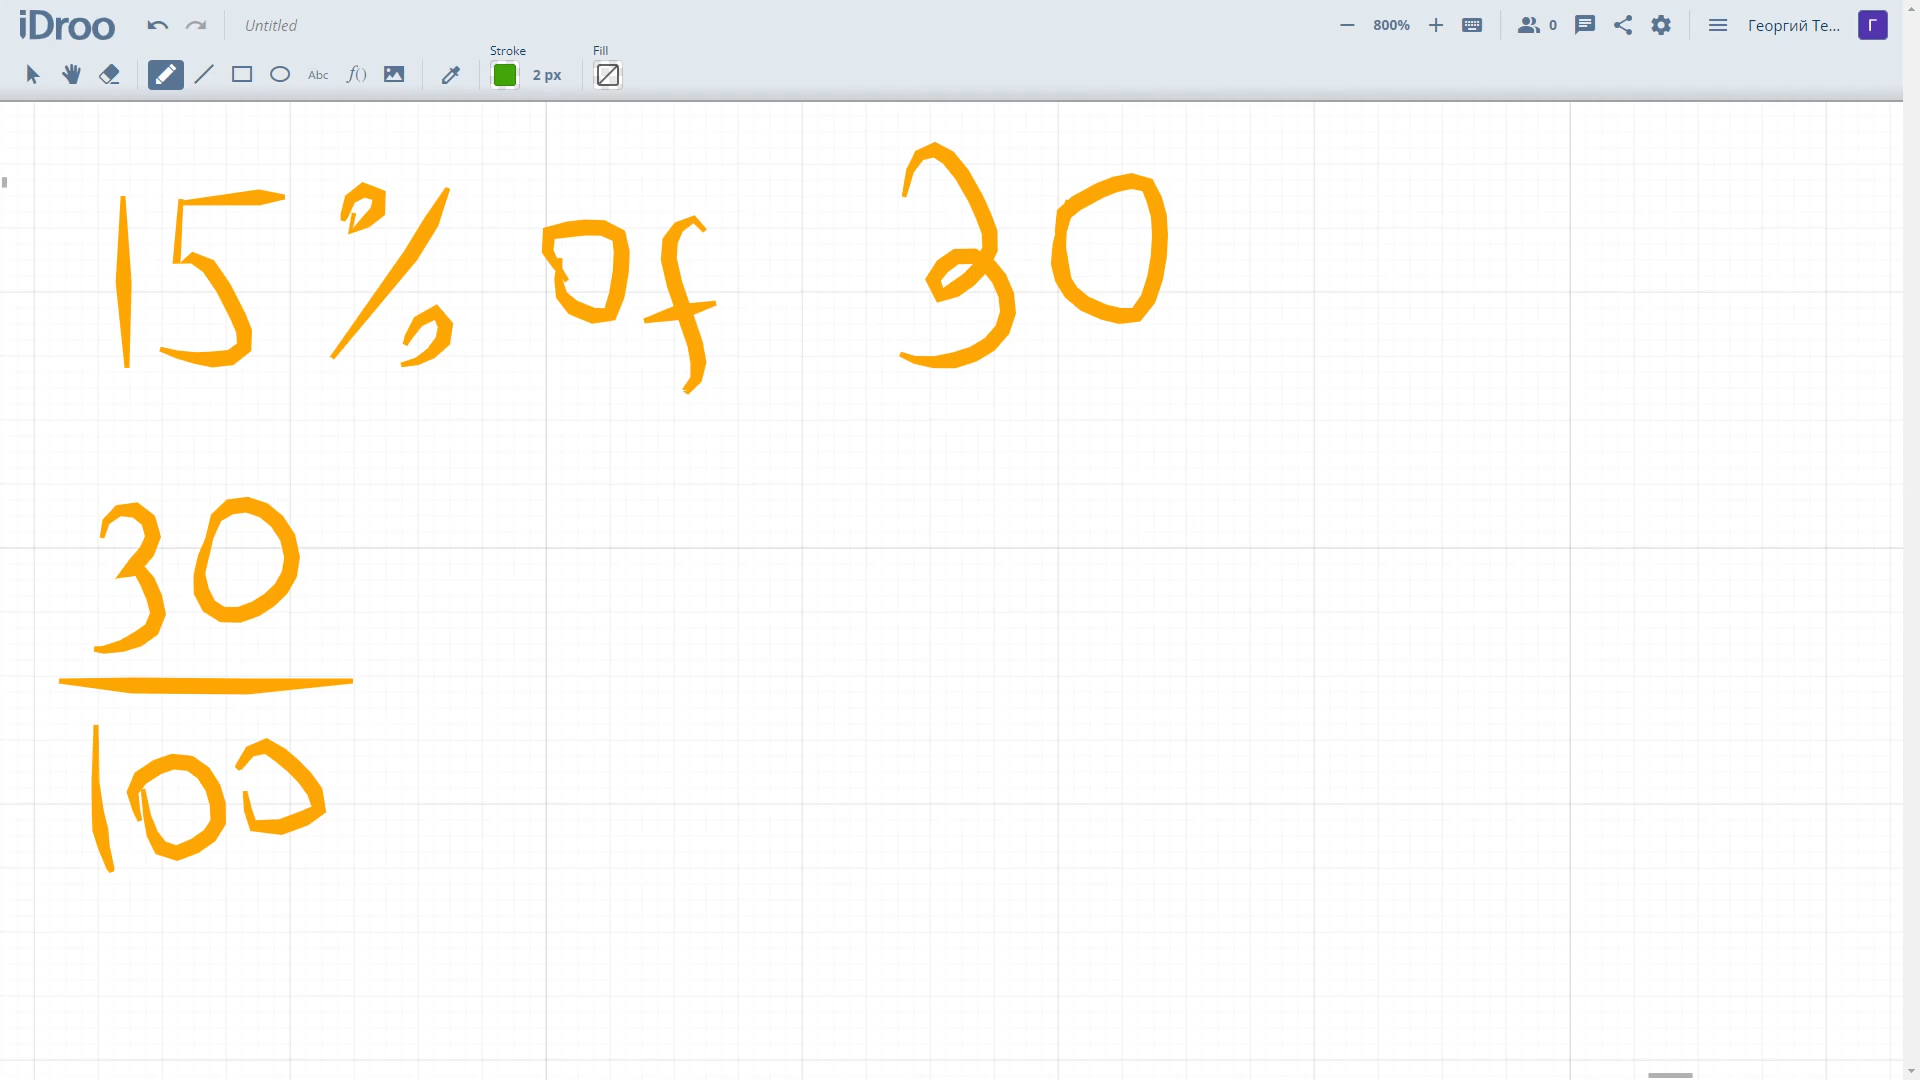 iDroo Untitled 800% 0 Георгий Те... Г
Stroke Fill
Abc f() 2 px
15% of 30
30
100